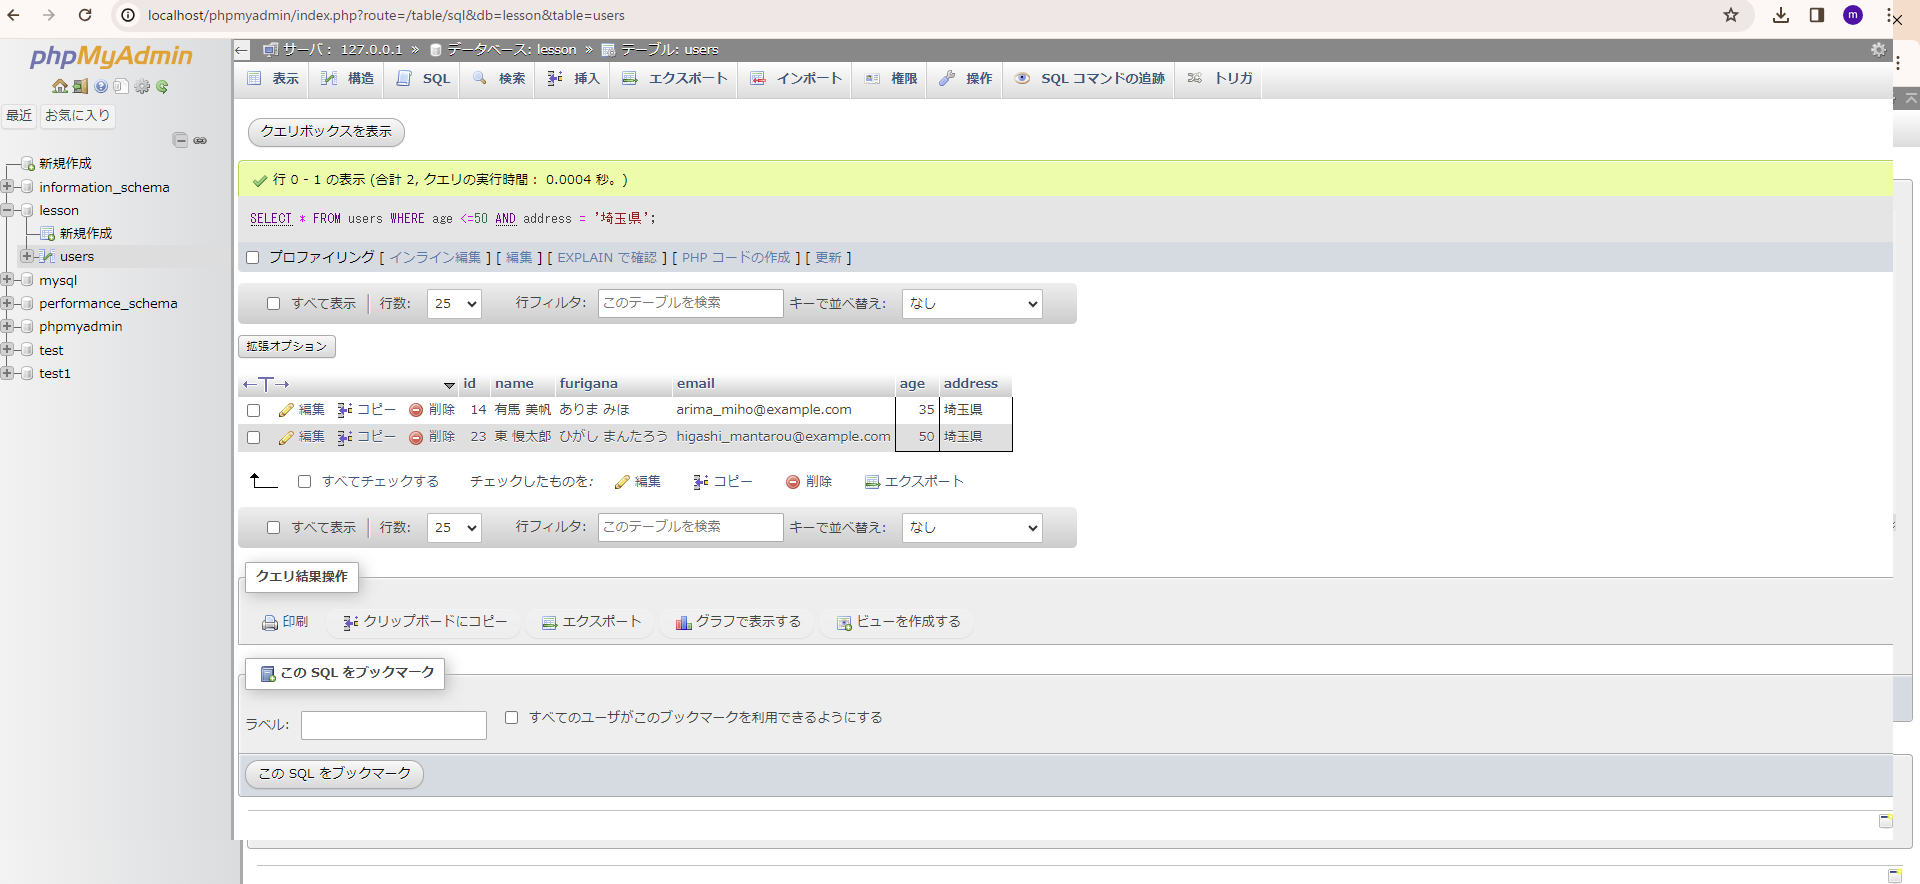 localhost/phpmyadmin/index.php?route=/table/sql&db=lesson&table=users
m
phpMyAdmin
最近 お気に入り
新規作成
information_schema
lesson
新規作成
users
mysql
performance_schema
phpmyadmin
test
test1
サーバ: 127.0.0.1 » データベース: lesson » テーブル: users
表示 構造 SQL 検索 挿入 エクスポート インポート 権限 操作 SQL コマンドの追跡 トリガ
クエリボックスを表示
行 0 - 1 の表示 (合計 2, クエリの実行時間: 0.0004 秒。)
SELECT * FROM users WHERE age <=50 AND address = '埼玉県';
プロファイリング [ インライン編集 ] [ 編集 ] [ EXPLAIN で確認 ] [ PHP コードの作成 ] [ 更新 ]
すべて表示 行数: 25 行フィルタ: このテーブルを検索 キーで並べ替え: なし
拡張オプション
←T→ id name furigana email age address
編集 コピー 削除 14 有馬 美帆 ありま みほ arima_miho@example.com 35 埼玉県
編集 コピー 削除 23 東 慢太郎 ひがし まんたろう higashi_mantarou@example.com 50 埼玉県
すべてチェックする チェックしたものを: 編集 コピー 削除 エクスポート
すべて表示 行数: 25 行フィルタ: このテーブルを検索 キーで並べ替え: なし
クエリ結果操作
印刷 クリップボードにコピー エクスポート グラフで表示する ビューを作成する
この SQL をブックマーク
ラベル: すべてのユーザがこのブックマークを利用できるようにする
この SQL をブックマーク